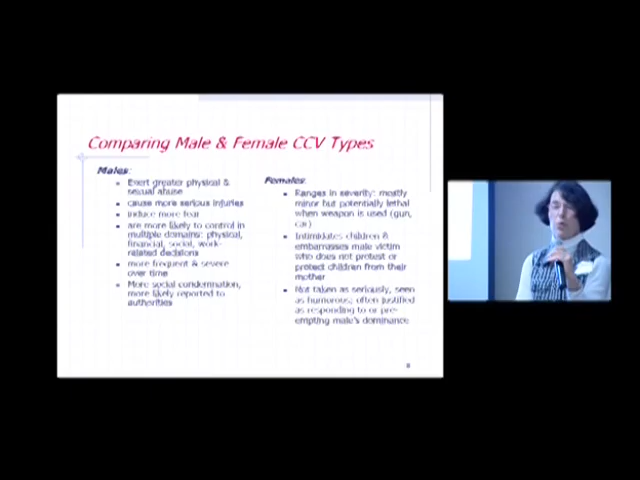 Comparing Male & Female CCV Types
Males:
Exert greater physical &
sexual abuse
cause more serious injuries
induce more fear
are more likely to control in
multiple domains: physical,
financial, social, work-
related decisions
more frequent & severe
over time
More social condemnation,
more likely reported to
authorities
Females:
Ranges in severity: mostly
minor but potentially lethal
when weapon is used (gun,
car)
Intimidates children &
embarrasses male victim
who does not protest or
protect children from their
mother
Not taken as seriously, seen
as humorous; often justified
as responding to or pre-
empting male's dominance
8